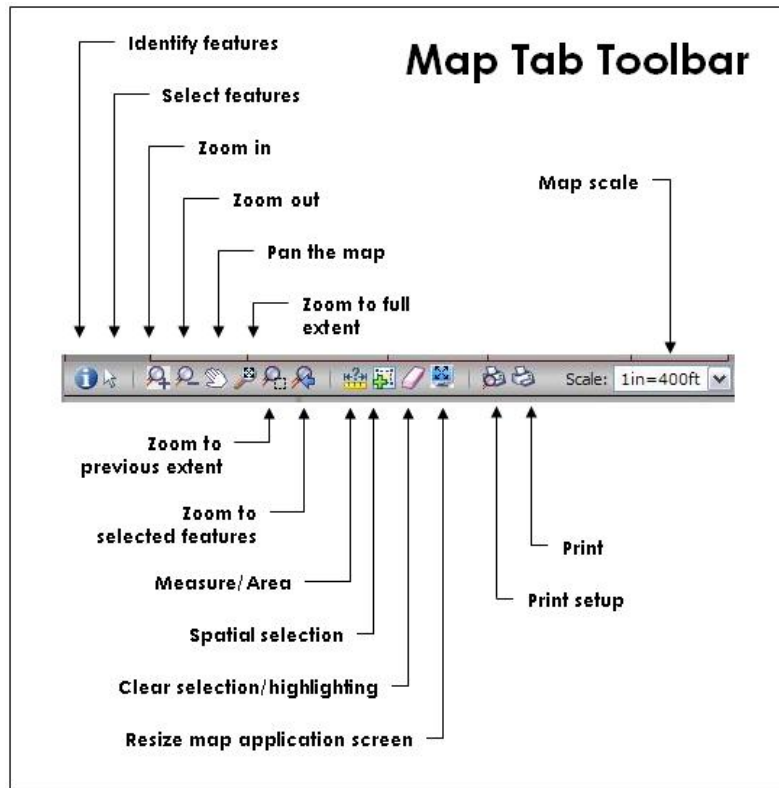 Map Tab Toolbar
Identify features
Select features
Zoom in
Zoom out
Pan the map
Zoom to full
extent
Map scale
Scale: 1in=400ft
Zoom to
previous extent
Zoom to
selected features
Measure/Area
Spatial selection
Clear selection/highlighting
Resize map application screen
Print
Print setup